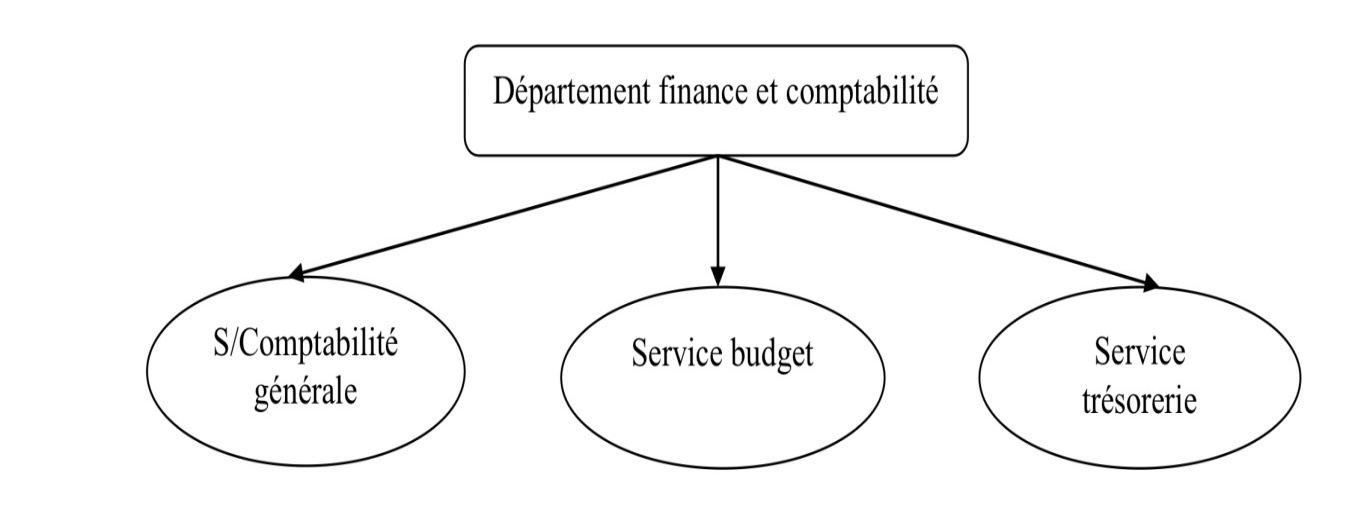 Département finance et comptabilité
S/Comptabilité
générale
Service budget
Service
trésorerie